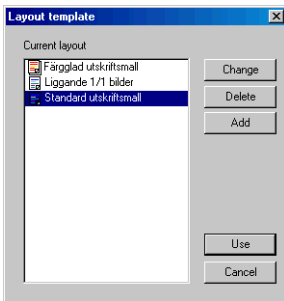 Layout template
Current layout
Färgglad utskriftsmall
Liggande 1/1 bilder
Standard utskriftsmall
Change
Delete
Add
Use
Cancel